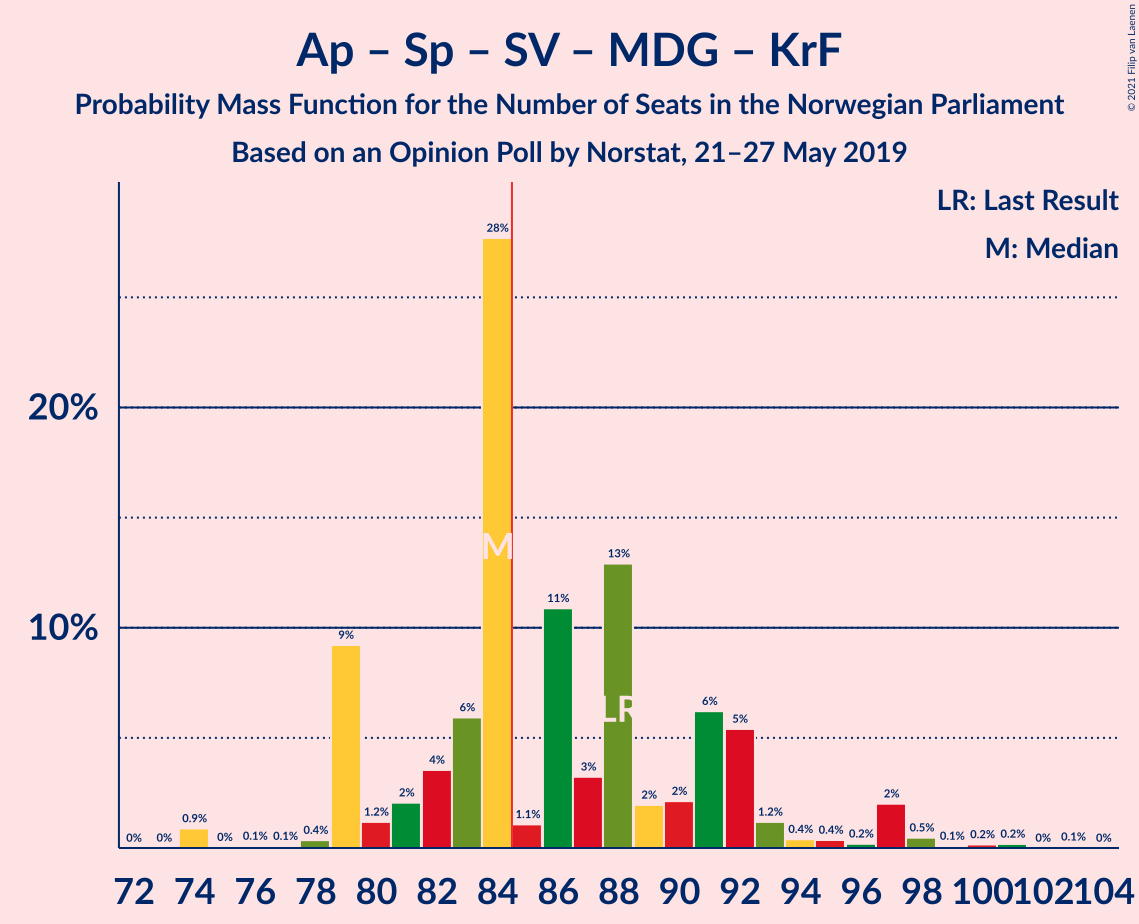 Ap – Sp – SV – MDG – KrF
Probability Mass Function for the Number of Seats in the Norwegian Parliament
Based on an Opinion Poll by Norstat, 21–27 May 2019
© 2021 Filip van Laenen
LR: Last Result
M: Median
20%
10%
0% 0% 0.9% 0% 0.1% 0.1% 0.4% 9% 1.2% 2% 4% 6% 28% 1.1% 11% 3% 13% 2% 2% 6% 5% 1.2% 0.4% 0.4% 0.2% 2% 0.5% 0.1% 0.2% 0.2% 0% 0.1% 0%
M
LR
72 74 76 78 80 82 84 86 88 90 92 94 96 98 100 102 104